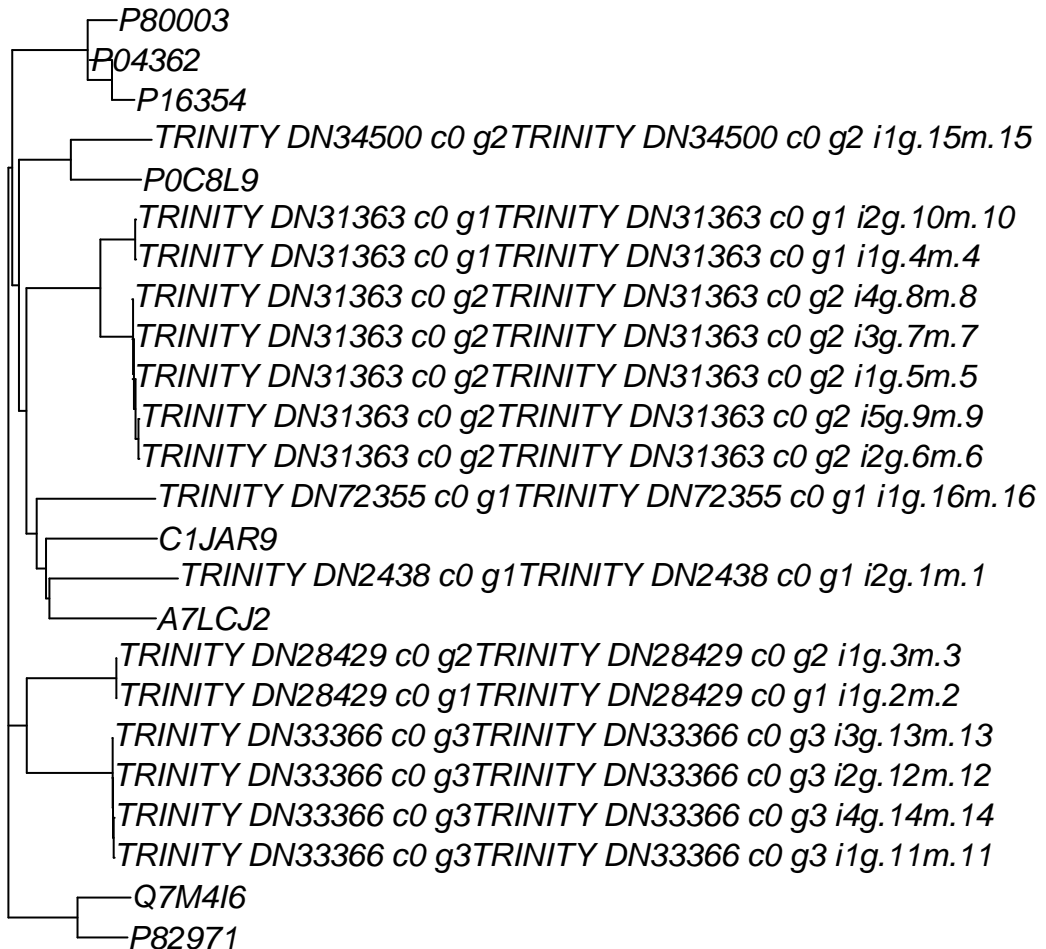 P80003
P04362
P16354
TRINITY DN34500 c0 g2TRINITY DN34500 c0 g2 i1g.15m.15
P0C8L9
TRINITY DN31363 c0 g1TRINITY DN31363 c0 g1 i2g.10m.10
TRINITY DN31363 c0 g1TRINITY DN31363 c0 g1 i1g.4m.4
TRINITY DN31363 c0 g2TRINITY DN31363 c0 g2 i4g.8m.8
TRINITY DN31363 c0 g2TRINITY DN31363 c0 g2 i3g.7m.7
TRINITY DN31363 c0 g2TRINITY DN31363 c0 g2 i1g.5m.5
TRINITY DN31363 c0 g2TRINITY DN31363 c0 g2 i5g.9m.9
TRINITY DN31363 c0 g2TRINITY DN31363 c0 g2 i2g.6m.6
TRINITY DN72355 c0 g1TRINITY DN72355 c0 g1 i1g.16m.16
C1JAR9
TRINITY DN2438 c0 g1TRINITY DN2438 c0 g1 i2g.1m.1
A7LCJ2
TRINITY DN28429 c0 g2TRINITY DN28429 c0 g2 i1g.3m.3
TRINITY DN28429 c0 g1TRINITY DN28429 c0 g1 i1g.2m.2
TRINITY DN33366 c0 g3TRINITY DN33366 c0 g3 i3g.13m.13
TRINITY DN33366 c0 g3TRINITY DN33366 c0 g3 i2g.12m.12
TRINITY DN33366 c0 g3TRINITY DN33366 c0 g3 i4g.14m.14
TRINITY DN33366 c0 g3TRINITY DN33366 c0 g3 i1g.11m.11
Q7M4I6
P82971